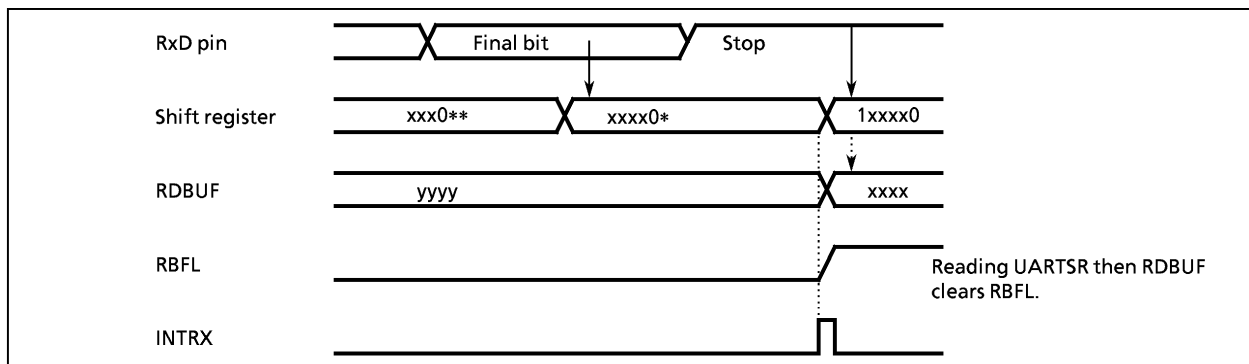 RxD pin Final bit Stop
Shift register xxx0** xxxx0* 1xxxx0
RDBUF yyyy xxxx
RBFL Reading UARTSR then RDBUF
clears RBFL.
INTRX